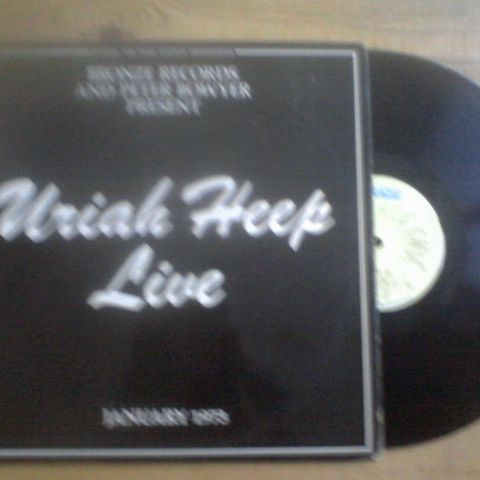 BRONZE RECORDS
AND PETER BOWYER
PRESENT
Uriah Heep
Live
JANUARY 1973